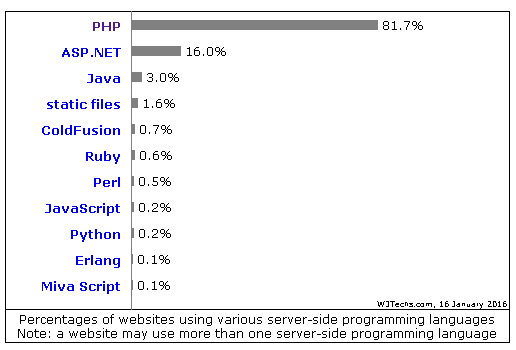 PHP 81.7%
ASP.NET 16.0%
Java 3.0%
static files 1.6%
ColdFusion 0.7%
Ruby 0.6%
Perl 0.5%
JavaScript 0.2%
Python 0.2%
Erlang 0.1%
Miva Script 0.1%
W3Techs.com, 16 January 2016
Percentages of websites using various server-side programming languages
Note: a website may use more than one server-side programming language